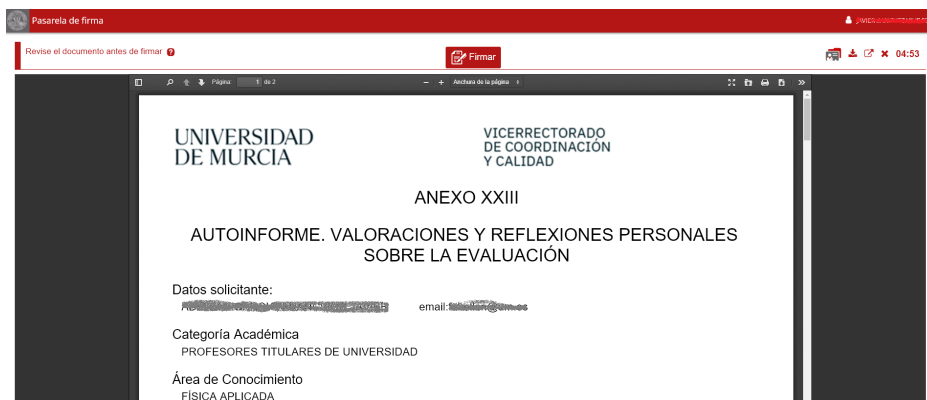 Pasarela de firma
Revise el documento antes de firmar ?
Firmar
04:53
Página: 1 de 2
Anchura de la página
UNIVERSIDAD
DE MURCIA
VICERRECTORADO
DE COORDINACIÓN
Y CALIDAD
ANEXO XXIII
AUTOINFORME. VALORACIONES Y REFLEXIONES PERSONALES
SOBRE LA EVALUACIÓN
Datos solicitante:
email:
Categoría Académica
PROFESORES TITULARES DE UNIVERSIDAD
Área de Conocimiento
FÍSICA APLICADA